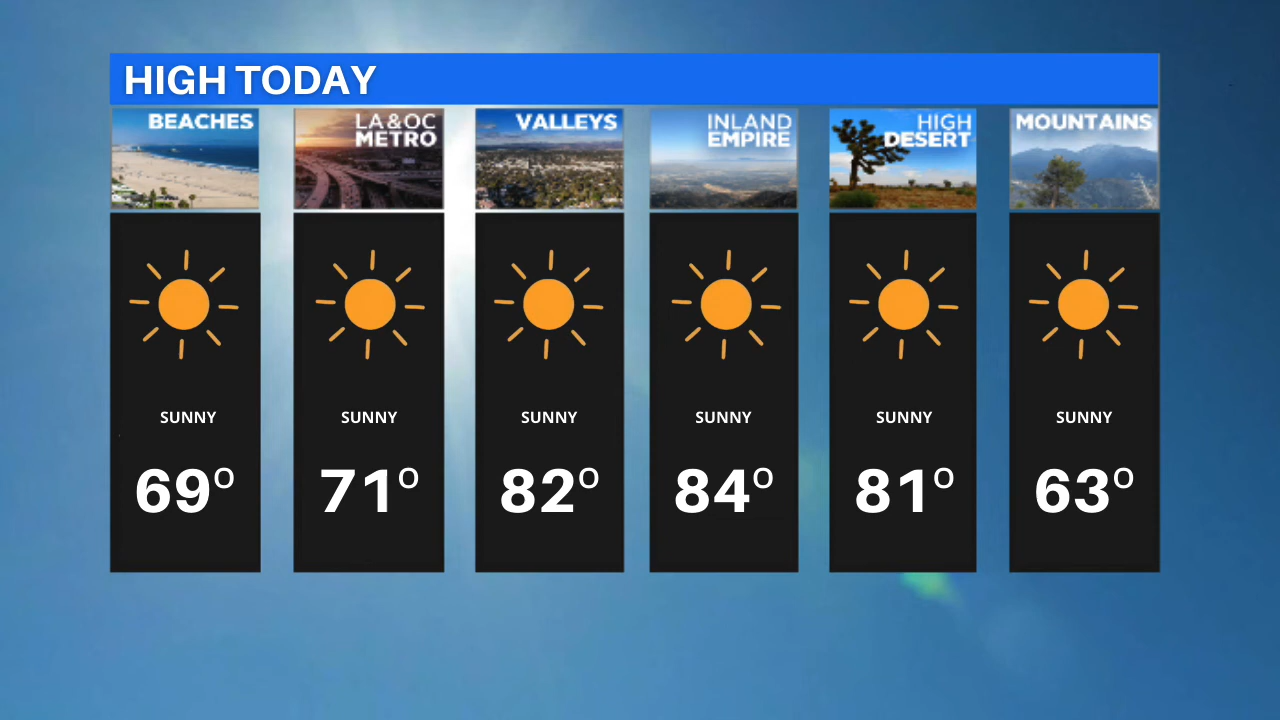 HIGH TODAY
BEACHES
LA & OC
METRO
VALLEYS
INLAND
EMPIRE
HIGH
DESERT
MOUNTAINS
SUNNY
SUNNY
SUNNY
SUNNY
SUNNY
SUNNY
69°
71°
82°
84°
81°
63°